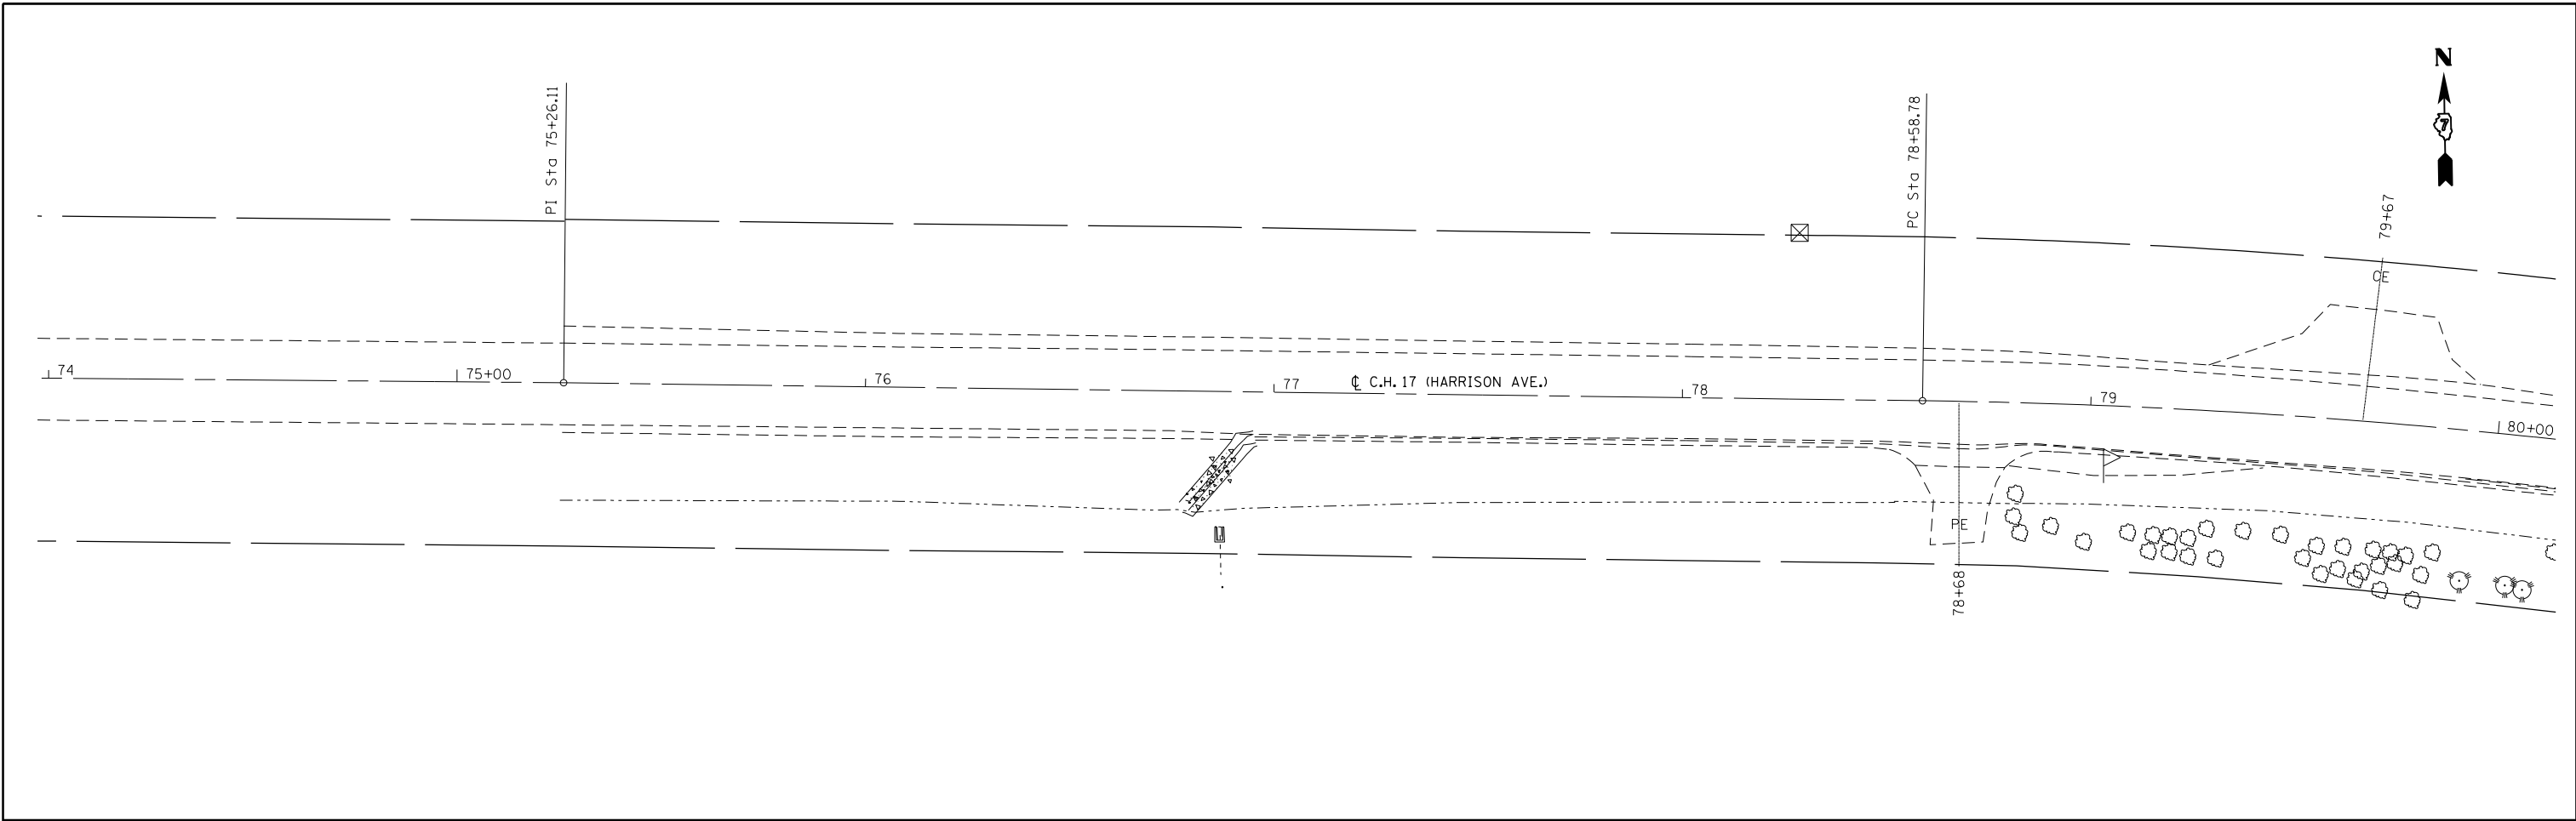 N
7
PI Sta 75+26.11
PC Sta 78+58.78
79+67
CE
74
75+00
76
77
℄ C.H. 17 (HARRISON AVE.)
78
79
80+00
PE
78+68